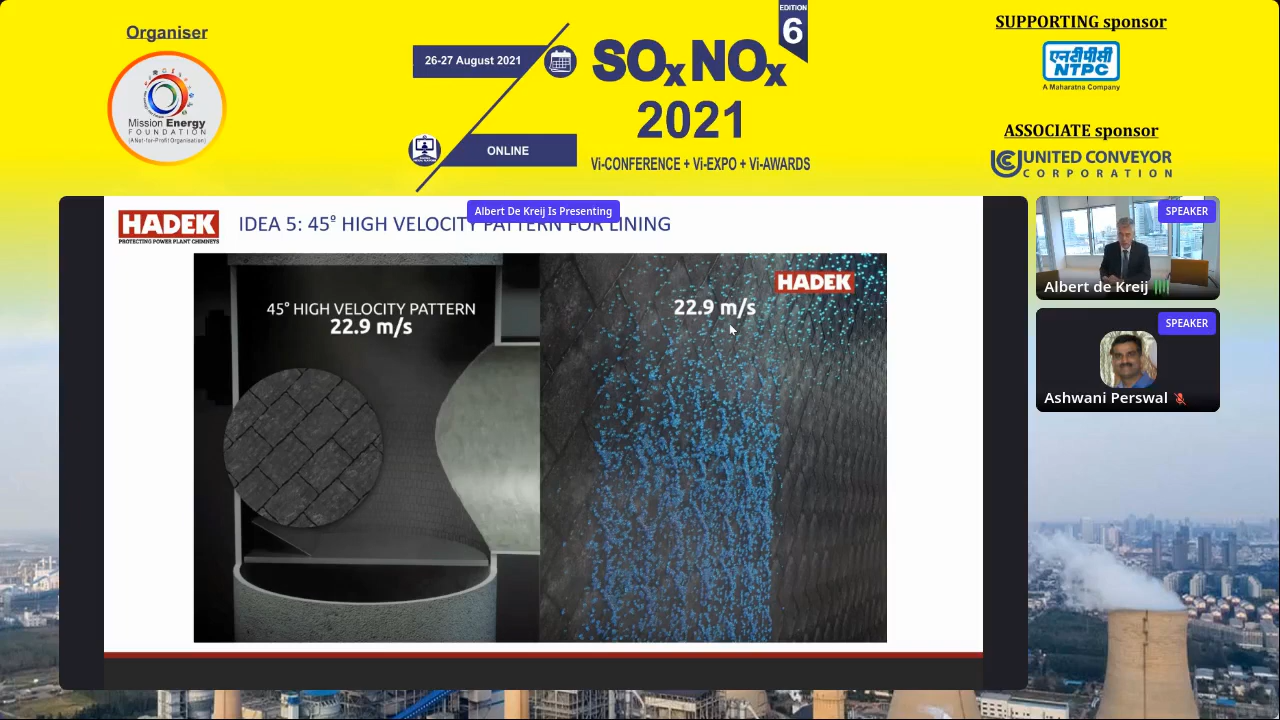 Organiser
Mission Energy
FOUNDATION
(A Not-for-Profit Organisation)
26-27 August 2021
ONLINE
EDITION
6
SOxNOx
2021
Vi-CONFERENCE + Vi-EXPO + Vi-AWARDS
SUPPORTING sponsor
एनटीपीसी
NTPC
A Maharatna Company
ASSOCIATE sponsor
UNITED CONVEYOR
CORPORATION
Albert De Kreij Is Presenting
HADEK
PROTECTING POWER PLANT CHIMNEYS
IDEA 5: 45° HIGH VELOCITY PATTERN FOR LINING
45° HIGH VELOCITY PATTERN
22.9 m/s
HADEK
22.9 m/s
SPEAKER
Albert de Kreij
SPEAKER
Ashwani Perswal